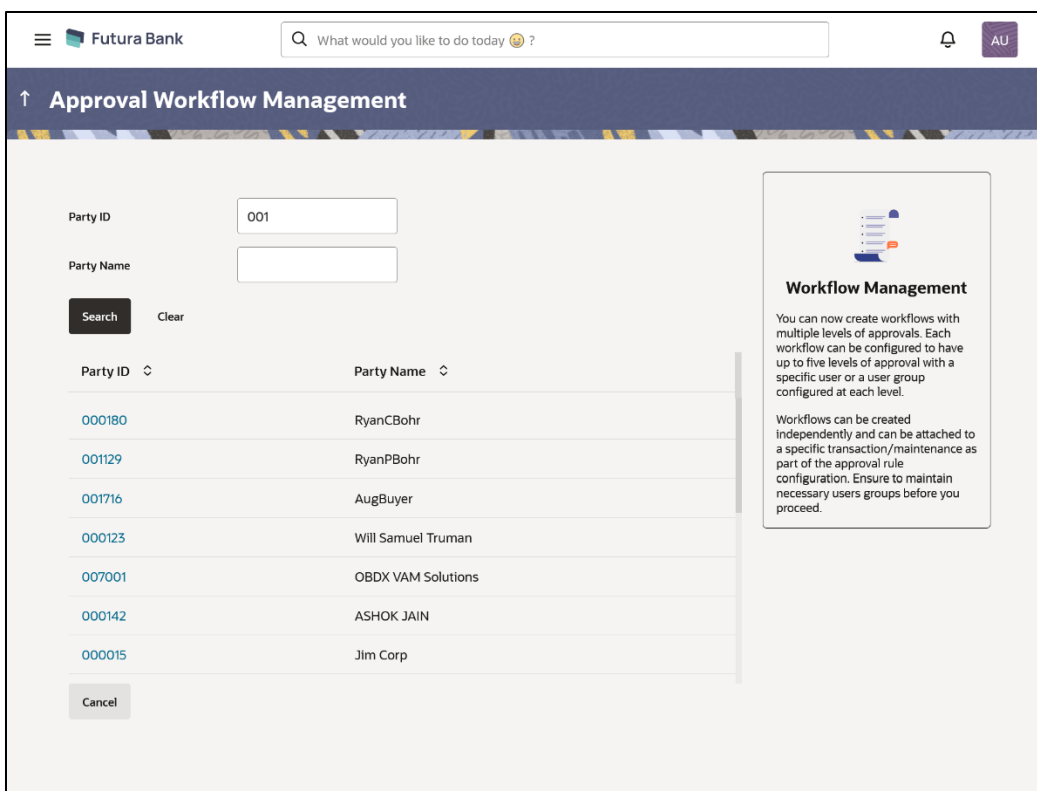 Futura Bank
What would you like to do today 😀 ?
AU
↑ Approval Workflow Management
Party ID
001
Party Name
Search Clear
Party ID Party Name
000180 RyanCBohr
001129 RyanPBohr
001716 AugBuyer
000123 Will Samuel Truman
007001 OBDX VAM Solutions
000142 ASHOK JAIN
000015 Jim Corp
Cancel
Workflow Management
You can now create workflows with
multiple levels of approvals. Each
workflow can be configured to have
up to five levels of approval with a
specific user or a user group
configured at each level.
Workflows can be created
independently and can be attached to
a specific transaction/maintenance as
part of the approval rule
configuration. Ensure to maintain
necessary users groups before you
proceed.